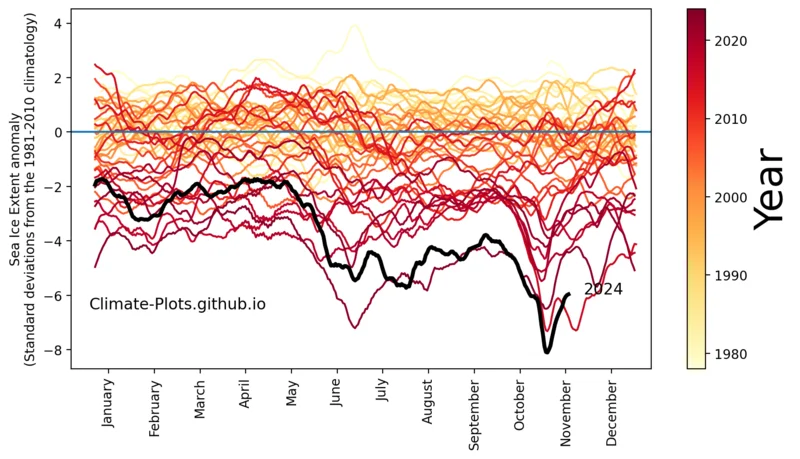 Sea Ice Extent anomaly
(Standard deviations from the 1981-2010 climatology)
4
2
0
−2
−4
−6
−8
Climate-Plots.github.io
2024
January
February
March
April
May
June
July
August
September
October
November
December
2020
2010
2000
1990
1980
Year